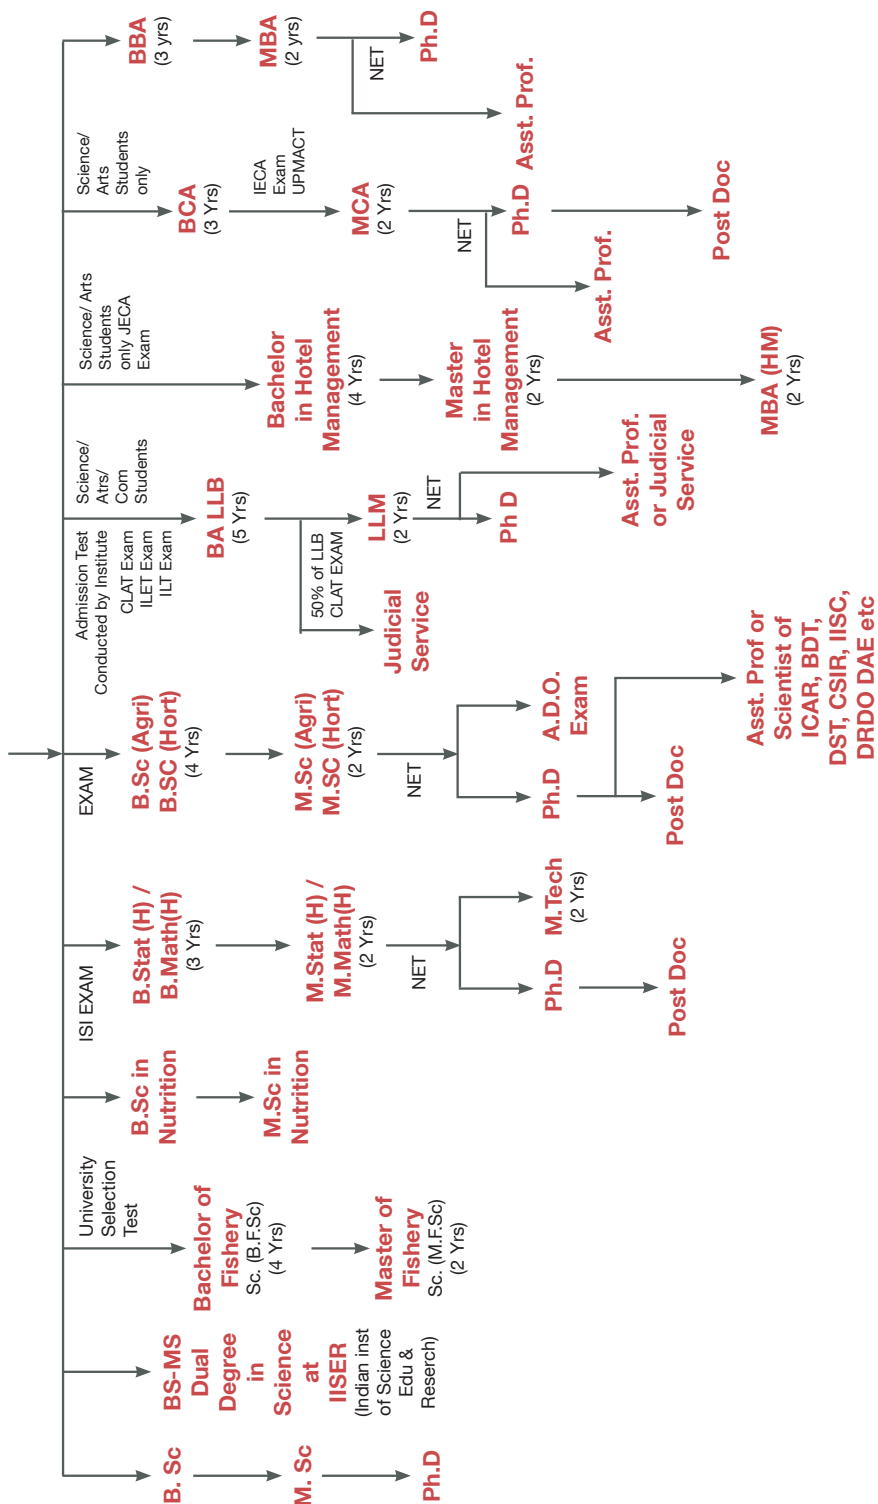 B. Sc
M. Sc
Ph.D
BS-MS
Dual
Degree
in
Science
at
IISER
(Indian inst
of Science
Edu &
Reserch)
University
Selection
Test
Bachelor of
Fishery
Sc. (B.F.Sc)
(4 Yrs)
Master of
Fishery
Sc. (M.F.Sc)
(2 Yrs)
B.Sc in
Nutrition
M.Sc in
Nutrition
ISI EXAM
B.Stat (H) /
B.Math(H)
(3 Yrs)
M.Stat (H) /
M.Math(H)
(2 Yrs)
NET
Ph.D
M.Tech
(2 Yrs)
Post Doc
EXAM
B.Sc (Agri)
B.SC (Hort)
(4 Yrs)
M.Sc (Agri)
M.SC (Hort)
(2 Yrs)
NET
Ph.D
A.D.O.
Exam
Post Doc
Asst. Prof or
Scientist of
ICAR, BDT,
DST, CSIR, IISC,
DRDO DAE etc
Admission Test
Conducted by Institute
CLAT Exam
ILET Exam
ILT Exam
Science/
Atrs/
Com
Students
BA LLB
(5 Yrs)
50% of LLB
CLAT EXAM
Judicial
Service
LLM
(2 Yrs)
NET
Ph D
Asst. Prof.
or Judicial
Service
Science/ Arts
Students
only JECA
Exam
Bachelor
in Hotel
Management
(4 Yrs)
Master
in Hotel
Management
(2 Yrs)
MBA (HM)
(2 Yrs)
Science/
Arts
Students
only
BCA
(3 Yrs)
IECA
Exam
UPMACT
MCA
(2 Yrs)
NET
Asst. Prof.
Ph.D
Post Doc
BBA
(3 yrs)
MBA
(2 yrs)
NET
Asst. Prof.
Ph.D